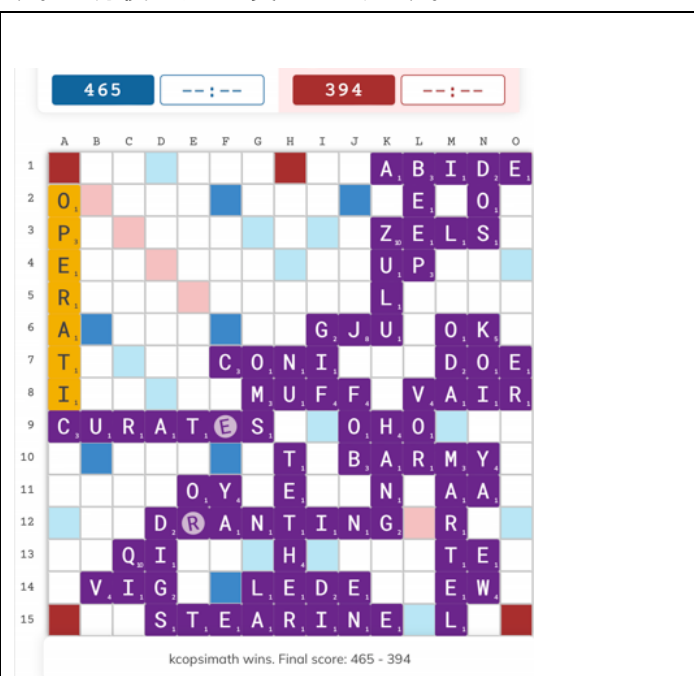 465 --:-- 394 --:--
A B C D E F G H I J K L M N O
1 A B I D E
2 O E O
3 P Z E L S
4 E U P
5 R L
6 A G J U O K
7 T C O N I D O E
8 I M U F F V A I R
9 C U R A T E S O H O
10 T B A R M Y
11 O Y E N A A
12 D R A N T I N G R
13 Q I H T E
14 V I G L E D E E W
15 S T E A R I N E L
kcopsimath wins. Final score: 465 - 394